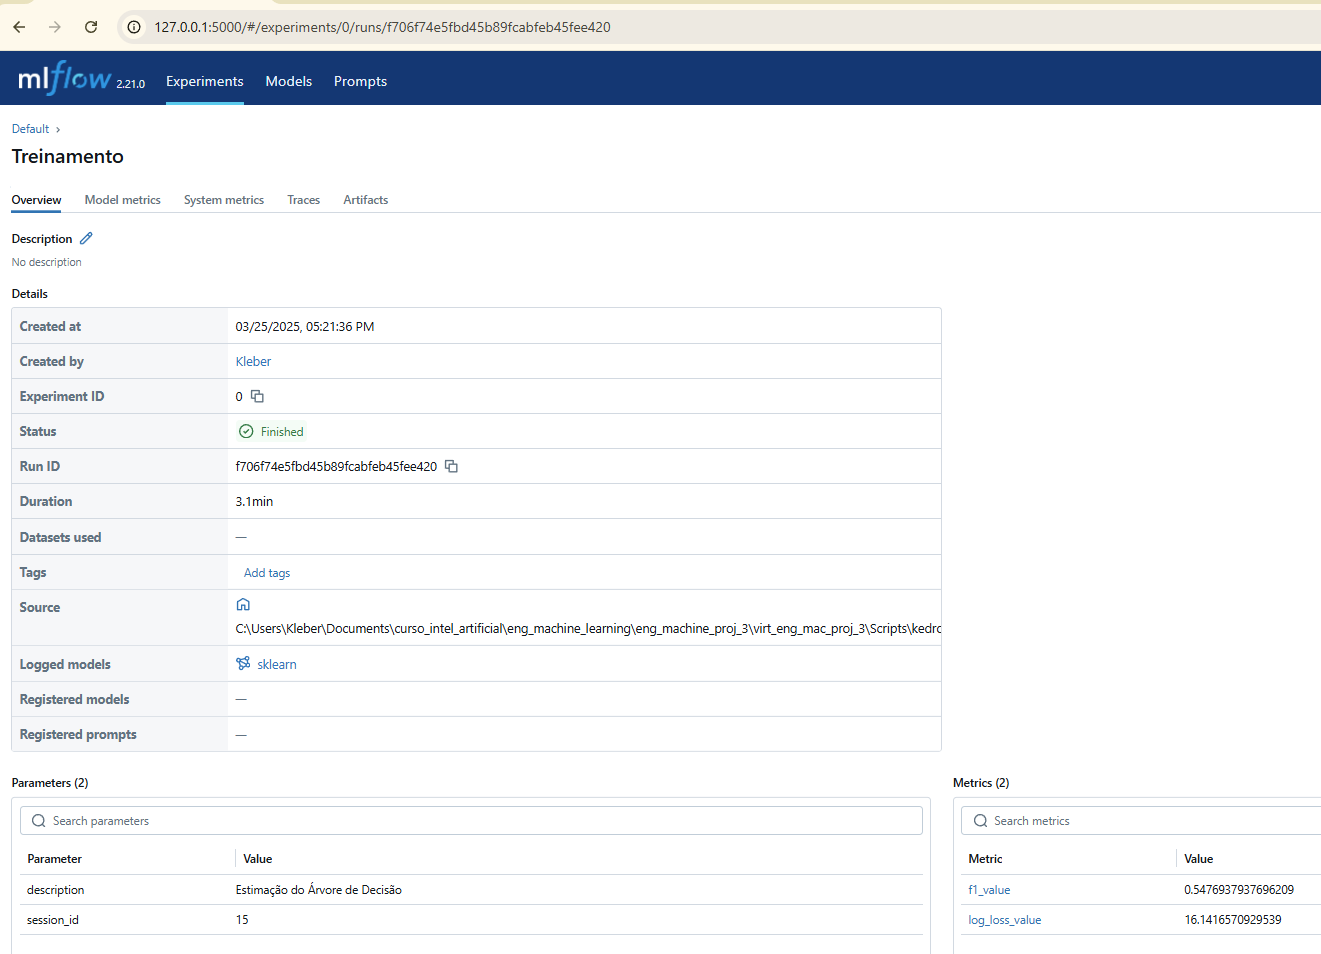 127.0.0.1:5000/#/experiments/0/runs/f706f74e5fbd45b89fcabfeb45fee420
mlflow 2.21.0 Experiments Models Prompts
Default ›
Treinamento
Overview Model metrics System metrics Traces Artifacts
Description
No description
Details
Created at 03/25/2025, 05:21:36 PM
Created by Kleber
Experiment ID 0
Status Finished
Run ID f706f74e5fbd45b89fcabfeb45fee420
Duration 3.1min
Datasets used —
Tags Add tags
Source
C:\Users\Kleber\Documents\curso_intel_artificial\eng_machine_learning\eng_machine_proj_3\virt_eng_mac_proj_3\Scripts\kedro
Logged models sklearn
Registered models —
Registered prompts —
Parameters (2) Metrics (2)
Search parameters Search metrics
Parameter Value Metric Value
description Estimação do Árvore de Decisão f1_value 0.5476937937696209
session_id 15 log_loss_value 16.1416570929539